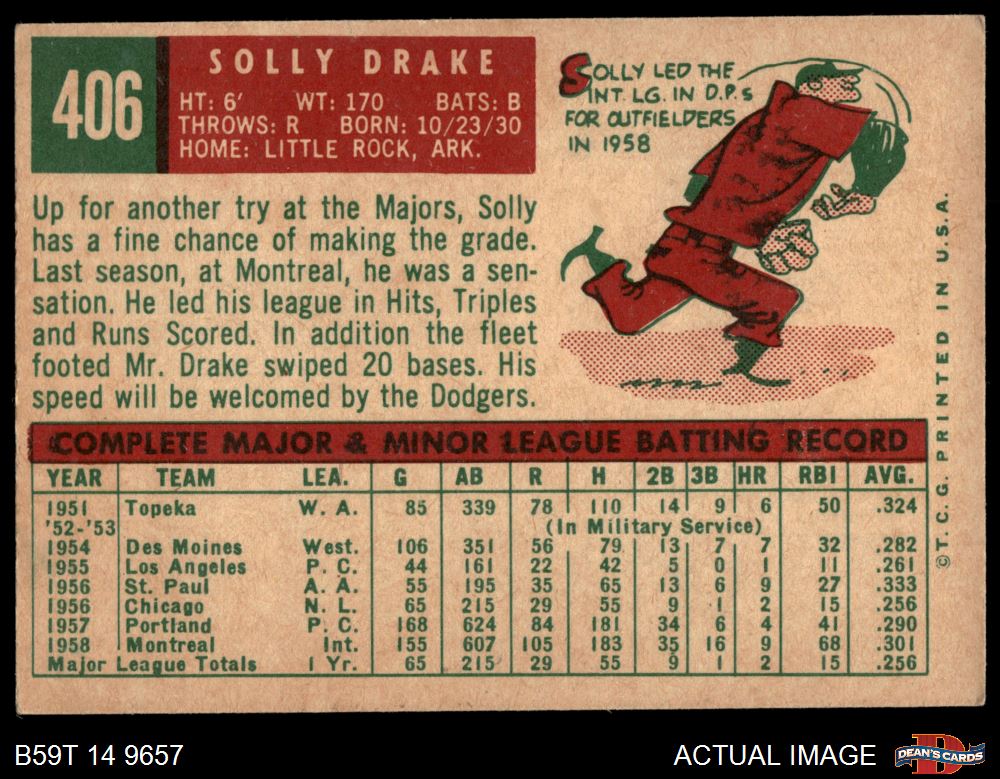 406
SOLLY DRAKE
HT: 6' WT: 170 BATS: B
THROWS: R BORN: 10/23/30
HOME: LITTLE ROCK, ARK.
SOLLY LED THE
INT. LG. IN D.P.s
FOR OUTFIELDERS
IN 1958
Up for another try at the Majors, Solly
has a fine chance of making the grade.
Last season, at Montreal, he was a sen-
sation. He led his league in Hits, Triples
and Runs Scored. In addition the fleet
footed Mr. Drake swiped 20 bases. His
speed will be welcomed by the Dodgers.
COMPLETE MAJOR & MINOR LEAGUE BATTING RECORD
YEAR TEAM LEA. G AB R H 2B 3B HR RBI AVG.
1951 Topeka W. A. 85 339 78 110 14 9 6 50 .324
'52-'53 (In Military Service)
1954 Des Moines West. 106 351 56 79 13 7 7 32 .282
1955 Los Angeles P. C. 44 161 22 42 5 0 1 11 .261
1956 St. Paul A. A. 55 195 35 65 13 6 9 27 .333
1956 Chicago N. L. 65 215 29 55 9 1 2 15 .256
1957 Portland P. C. 168 624 84 181 34 6 4 41 .290
1958 Montreal Int. 155 607 105 183 35 16 9 68 .301
Major League Totals 1 Yr. 65 215 29 55 9 1 2 15 .256
© T. C. G. PRINTED IN U.S.A.
B59T 14 9657
ACTUAL IMAGE
DEAN'S CARDS